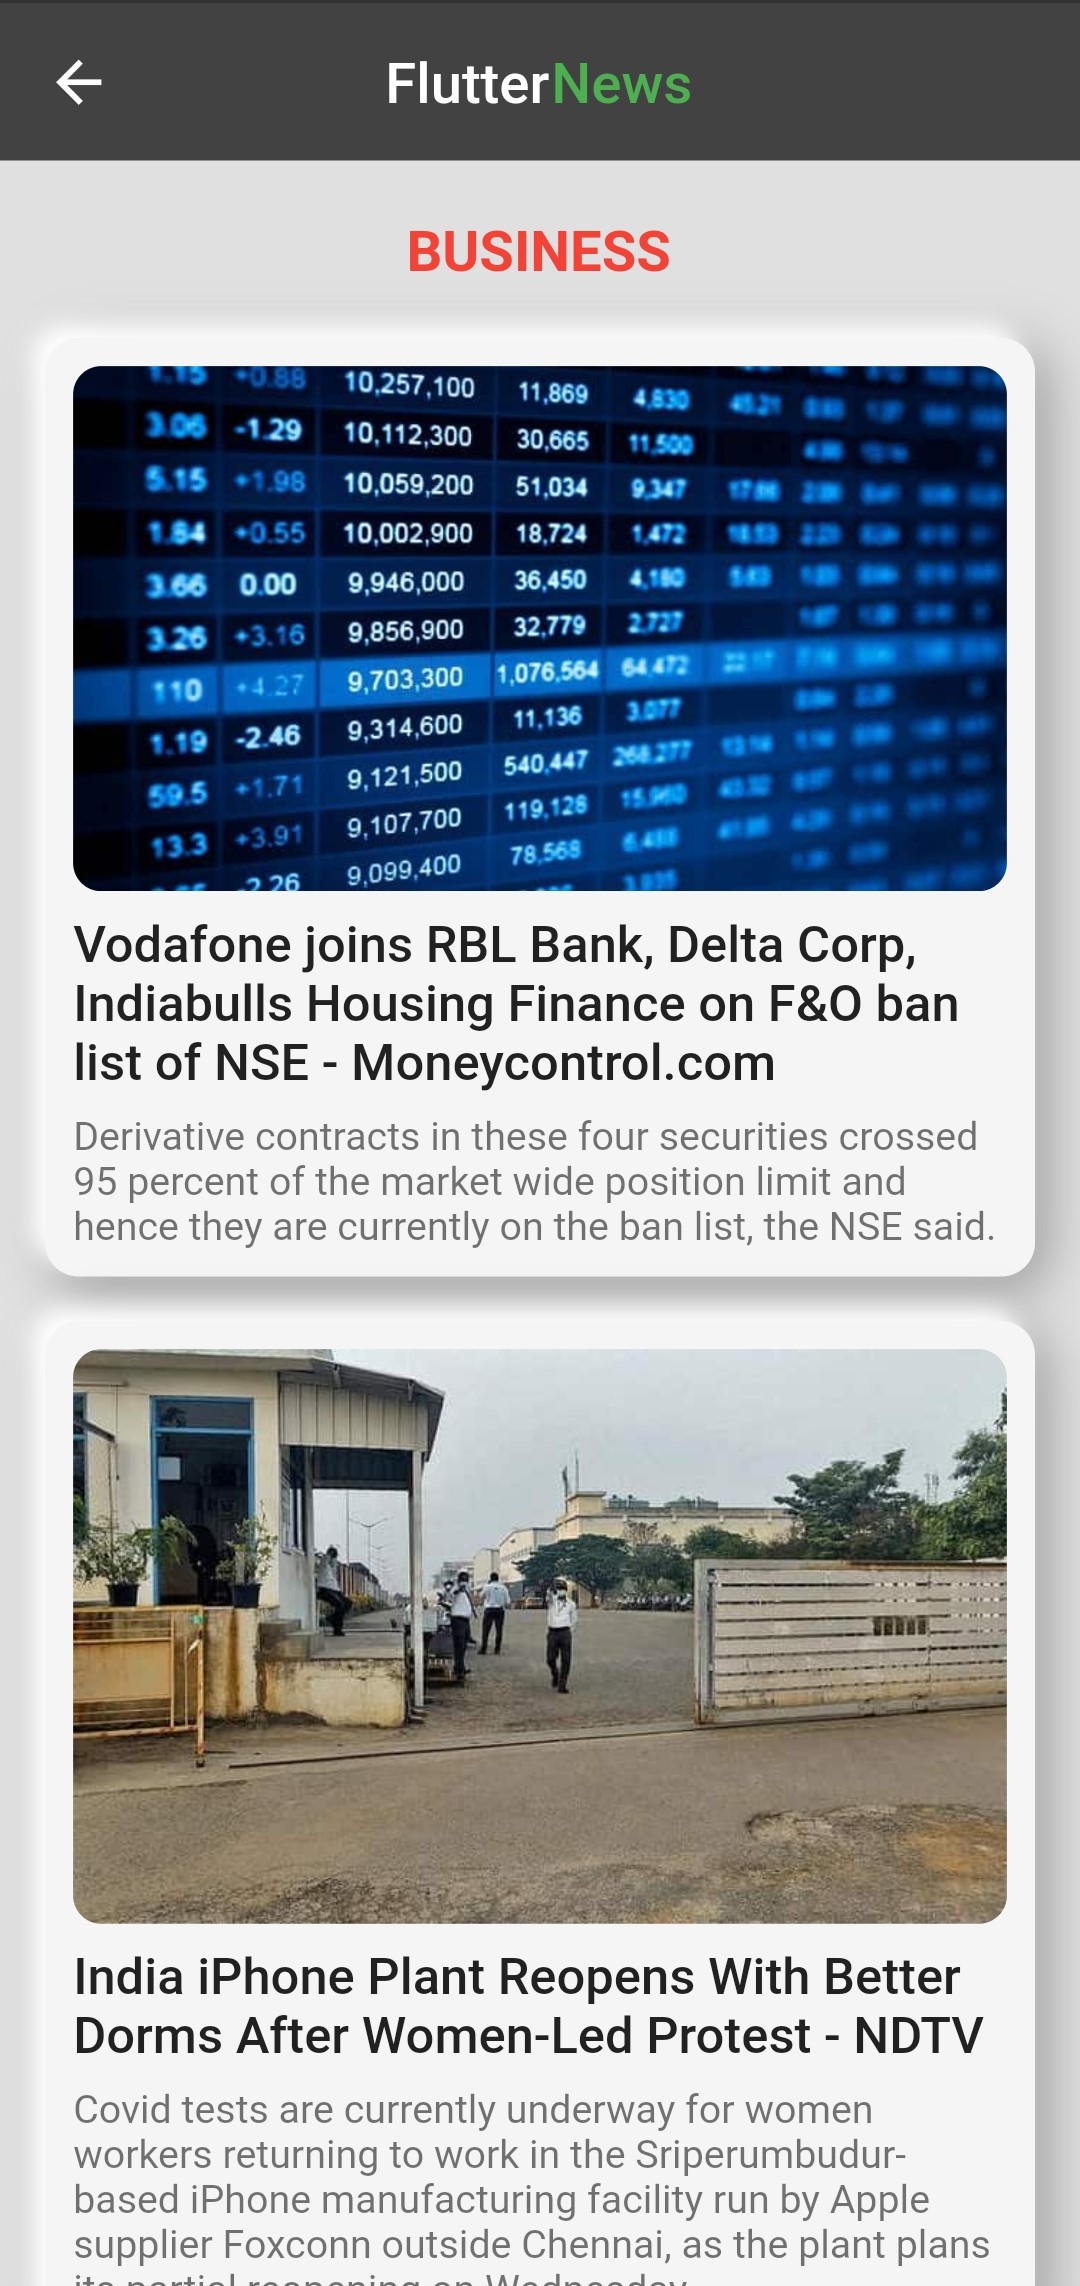 FlutterNews
BUSINESS
1.15 +0.88 10,257,100 11,869 4,830 45.21
3.06 -1.29 10,112,300 30,665 11,500
5.15 +1.98 10,059,200 51,034 9,347
1.84 +0.55 10,002,900 18,724 1,472
3.66 0.00 9,946,000 36,450 4,180
3.26 +3.16 9,856,900 32,779 2,727
110 +4.27 9,703,300 1,076,564 64,472
1.19 -2.46 9,314,600 11,136 3,077
59.5 +1.71 9,121,500 540,447 268,277
13.3 +3.91 9,107,700 119,128 15,960
-2.26 9,099,400 78,568
Vodafone joins RBL Bank, Delta Corp,
Indiabulls Housing Finance on F&O ban
list of NSE - Moneycontrol.com
Derivative contracts in these four securities crossed
95 percent of the market wide position limit and
hence they are currently on the ban list, the NSE said.
India iPhone Plant Reopens With Better
Dorms After Women-Led Protest - NDTV
Covid tests are currently underway for women
workers returning to work in the Sriperumbudur-
based iPhone manufacturing facility run by Apple
supplier Foxconn outside Chennai, as the plant plans
its partial reopening on Wednesday